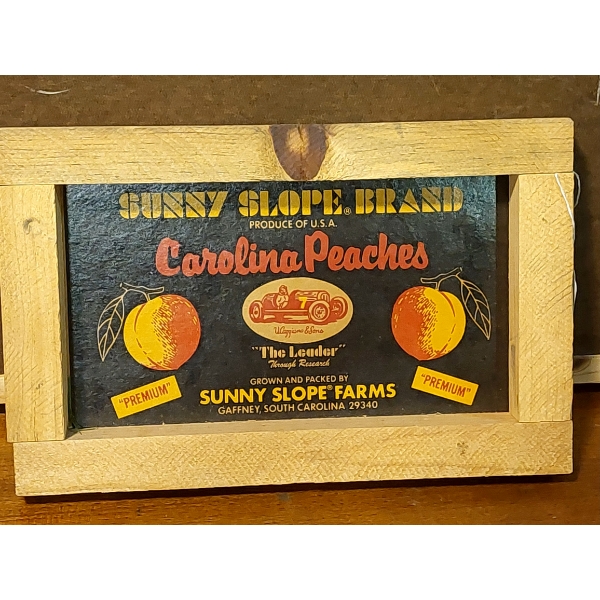 SUNNY SLOPE® BRAND
PRODUCE OF U.S.A.
Carolina Peaches
& Sons
"The Leader"
Through Research
GROWN AND PACKED BY
"PREMIUM"
"PREMIUM"
SUNNY SLOPE® FARMS
GAFFNEY, SOUTH CAROLINA 29340